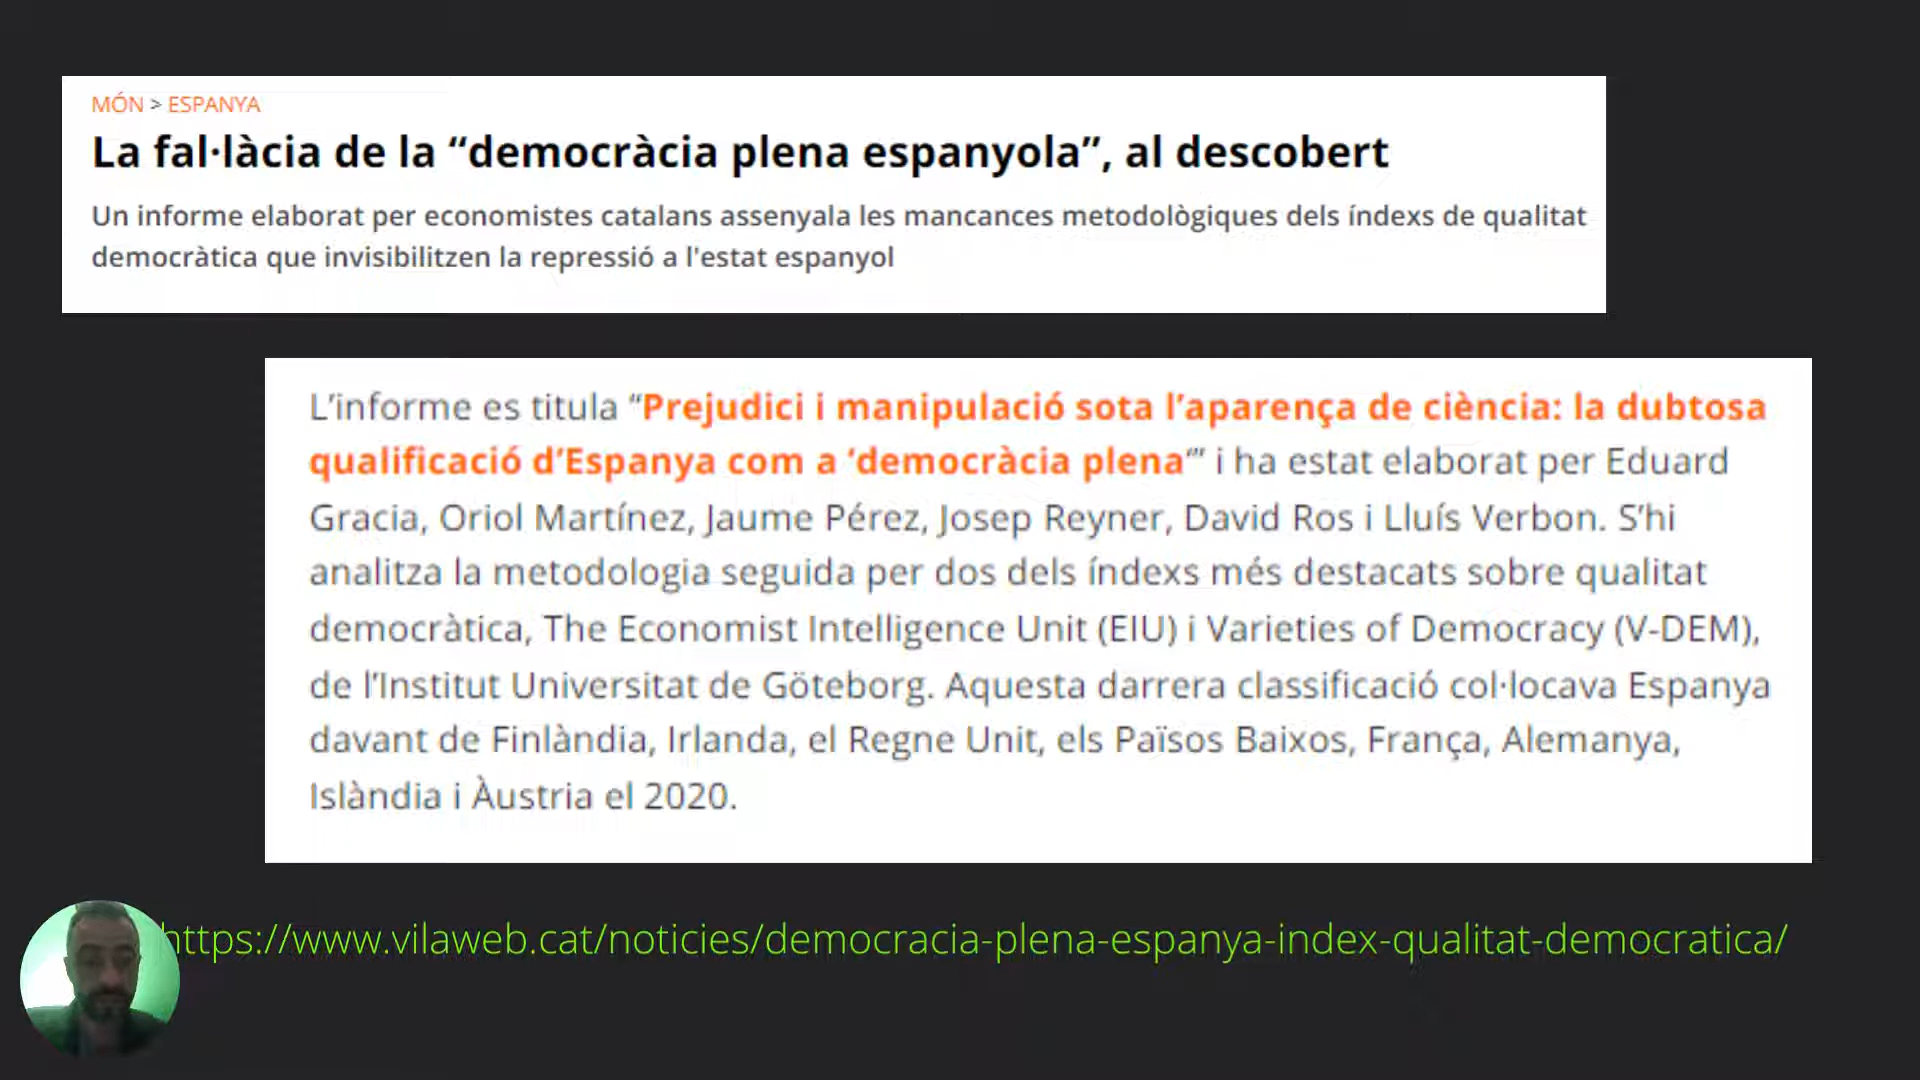 MÓN > ESPANYA
La fal·làcia de la “democràcia plena espanyola”, al descobert
Un informe elaborat per economistes catalans assenyala les mancances metodològiques dels índexs de qualitat
democràtica que invisibilitzen la repressió a l'estat espanyol
L’informe es titula “Prejudici i manipulació sota l’aparença de ciència: la dubtosa
qualificació d’Espanya com a ‘democràcia plena‘” i ha estat elaborat per Eduard
Gracia, Oriol Martínez, Jaume Pérez, Josep Reyner, David Ros i Lluís Verbon. S’hi
analitza la metodologia seguida per dos dels índexs més destacats sobre qualitat
democràtica, The Economist Intelligence Unit (EIU) i Varieties of Democracy (V-DEM),
de l’Institut Universitat de Göteborg. Aquesta darrera classificació col·locava Espanya
davant de Finlàndia, Irlanda, el Regne Unit, els Països Baixos, França, Alemanya,
Islàndia i Àustria el 2020.
https://www.vilaweb.cat/noticies/democracia-plena-espanya-index-qualitat-democratica/